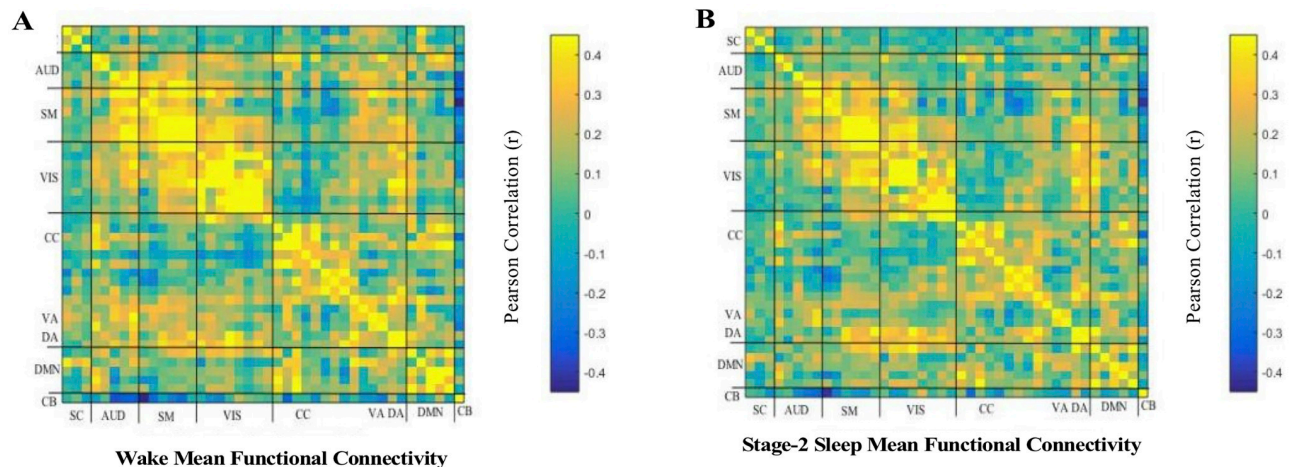 A
AUD
SM
VIS
CC
VA
DA
DMN
CB
SC AUD SM VIS CC VA DA DMN CB
0.4
0.3
0.2
0.1
0
-0.1
-0.2
-0.3
-0.4
Pearson Correlation (r)
Wake Mean Functional Connectivity
B
SC
AUD
SM
VIS
CC
VA
DA
DMN
CB
SC AUD SM VIS CC VA DA DMN CB
0.4
0.3
0.2
0.1
0
-0.1
-0.2
-0.3
-0.4
Pearson Correlation (r)
Stage-2 Sleep Mean Functional Connectivity